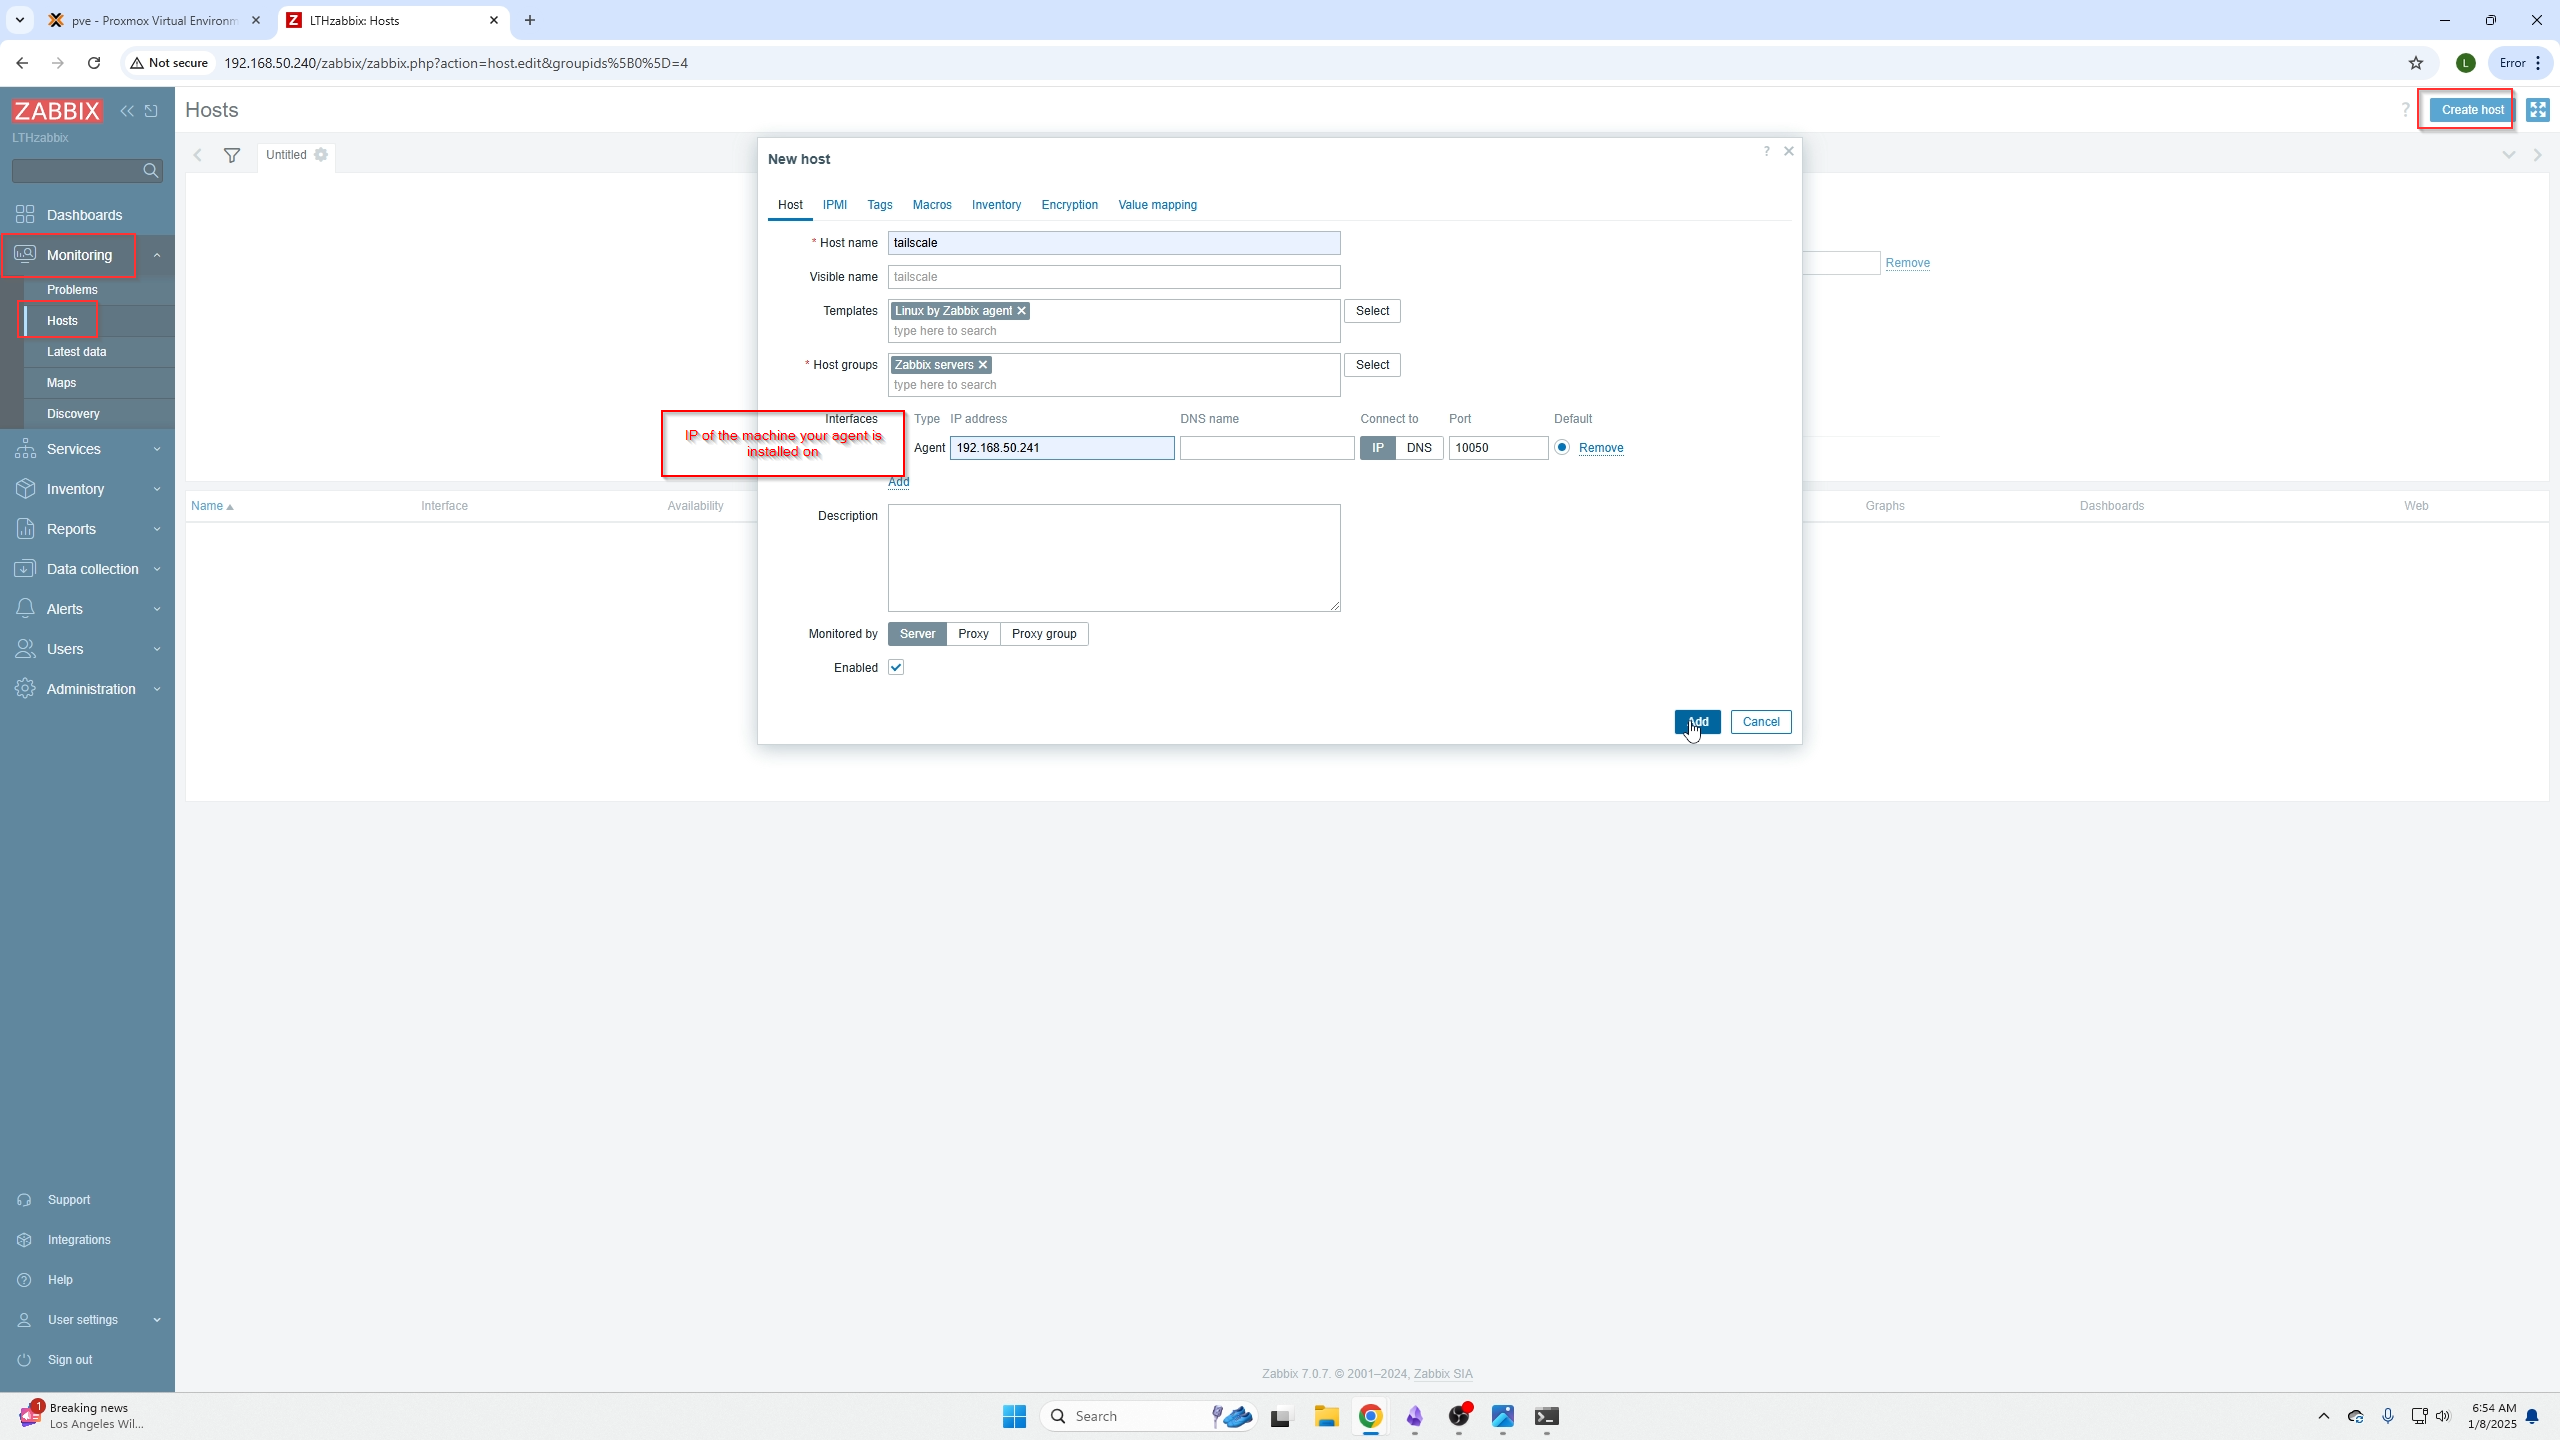 pve - Proxmox Virtual Environm
LTHzabbix: Hosts
Not secure
192.168.50.240/zabbix/zabbix.php?action=host.edit&groupids%5B0%5D=4
L
Error
ZABBIX
LTHzabbix
Hosts
?
Create host
Untitled
Dashboards
Monitoring
Problems
Hosts
Latest data
Maps
Discovery
Services
Inventory
Reports
Data collection
Alerts
Users
Administration
Support
Integrations
Help
User settings
Sign out
New host
?
Host IPMI Tags Macros Inventory Encryption Value mapping
* Host name tailscale
Visible name tailscale
Templates Linux by Zabbix agent Select
type here to search
* Host groups Zabbix servers Select
type here to search
Interfaces Type IP address DNS name Connect to Port Default
IP of the machine your agent is
installed on
Agent 192.168.50.241 IP DNS 10050 Remove
Add
Description
Monitored by Server Proxy Proxy group
Enabled
Add Cancel
Remove
Name Interface Availability Graphs Dashboards Web
Zabbix 7.0.7. © 2001–2024, Zabbix SIA
1
Breaking news
Los Angeles Wil...
Search
6:54 AM
1/8/2025